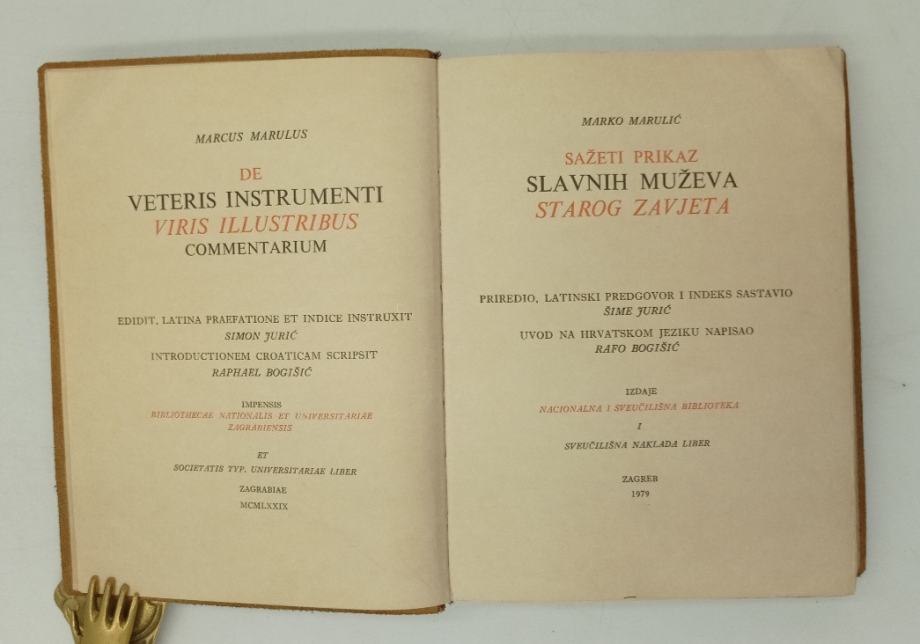 MARCUS MARULUS
DE
VETERIS INSTRUMENTI
VIRIS ILLUSTRIBUS
COMMENTARIUM
EDIDIT, LATINA PRAEFATIONE ET INDICE INSTRUXIT
SIMON JURIĆ
INTRODUCTIONEM CROATICAM SCRIPSIT
RAPHAEL BOGIŠIĆ
IMPENSIS
BIBLIOTHECAE NATIONALIS ET UNIVERSITARIAE
ZAGRABIENSIS
ET
SOCIETATIS TYP. UNIVERSITARIAE LIBER
ZAGRABIAE
MCMLXXIX
MARKO MARULIĆ
SAŽETI PRIKAZ
SLAVNIH MUŽEVA
STAROG ZAVJETA
PRIREDIO, LATINSKI PREDGOVOR I INDEKS SASTAVIO
ŠIME JURIĆ
UVOD NA HRVATSKOM JEZIKU NAPISAO
RAFO BOGIŠIĆ
IZDAJE
NACIONALNA I SVEUČILIŠNA BIBLIOTEKA
I
SVEUČILIŠNA NAKLADA LIBER
ZAGREB
1979